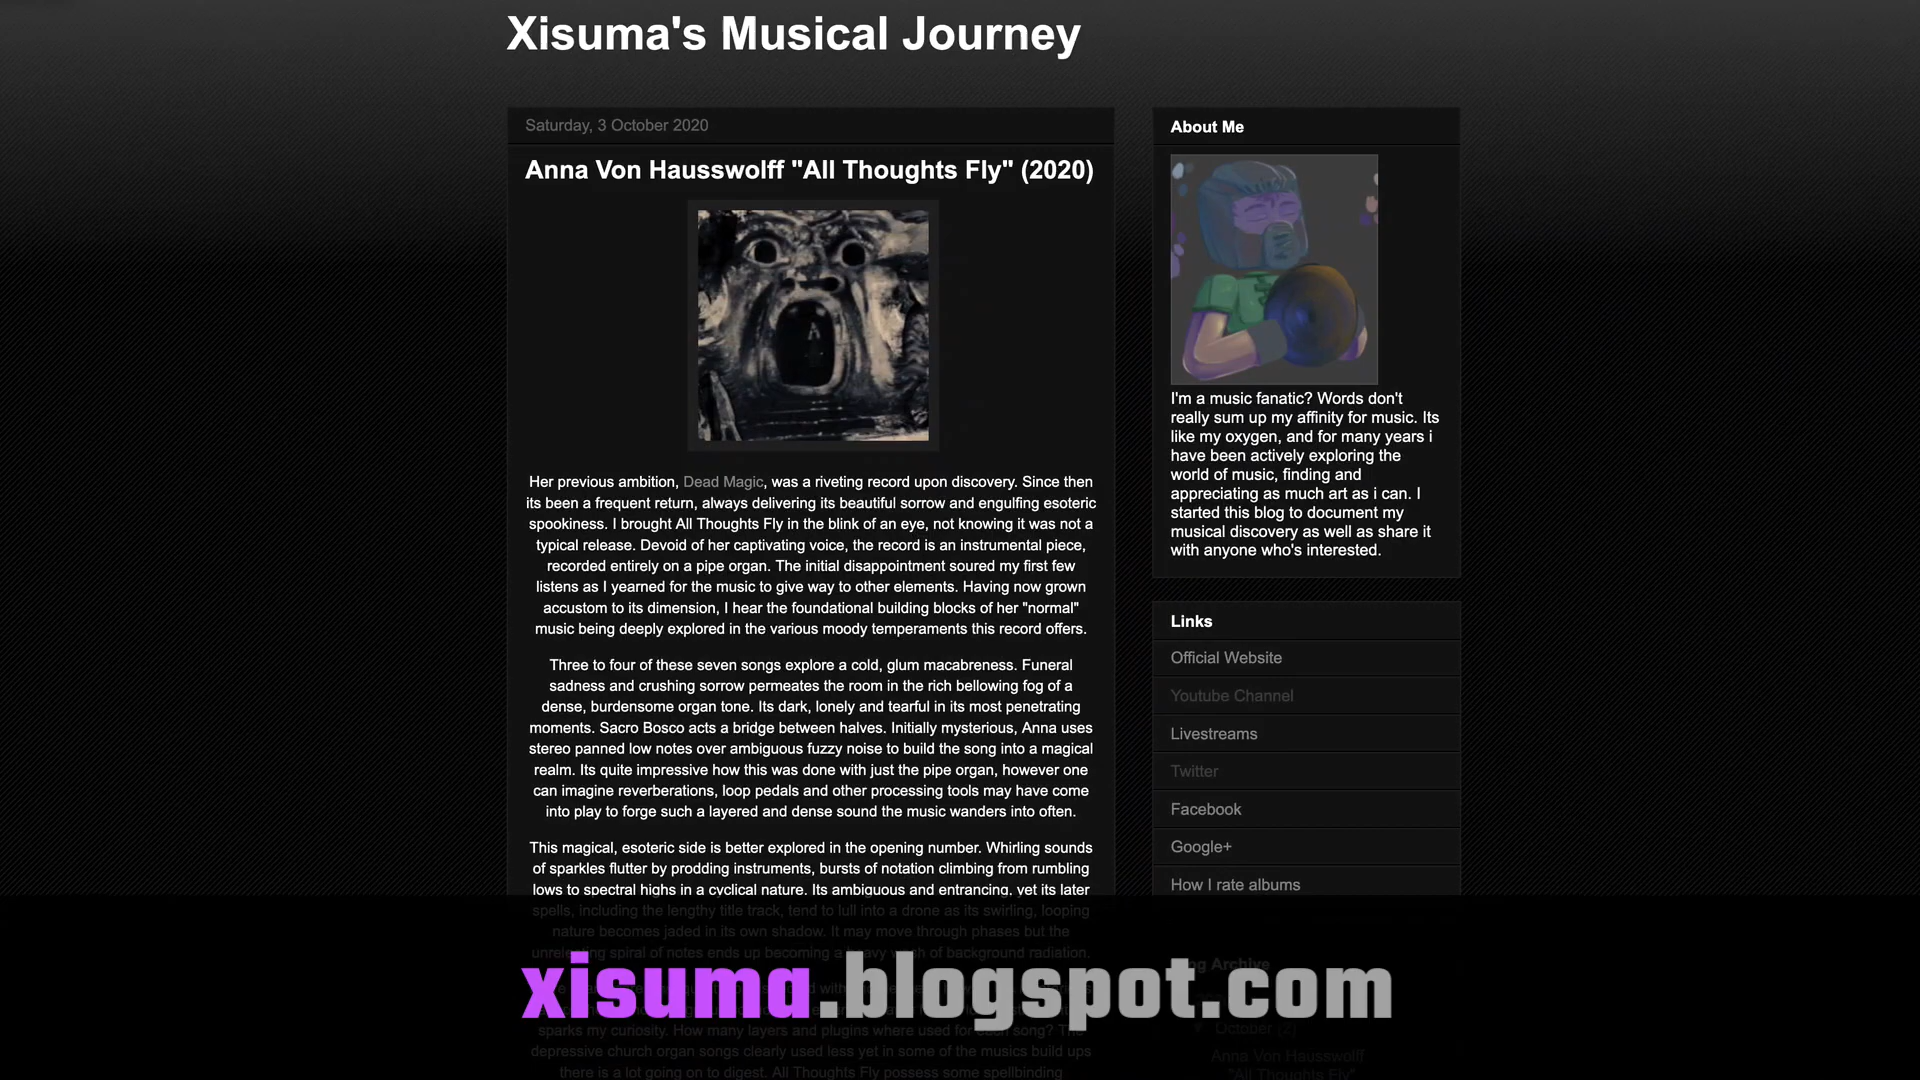 Xisuma's Musical Journey
Saturday, 3 October 2020
Anna Von Hausswolff "All Thoughts Fly" (2020)
Her previous ambition, Dead Magic, was a riveting record upon discovery. Since then
its been a frequent return, always delivering its beautiful sorrow and engulfing esoteric
spookiness. I brought All Thoughts Fly in the blink of an eye, not knowing it was not a
typical release. Devoid of her captivating voice, the record is an instrumental piece,
recorded entirely on a pipe organ. The initial disappointment soured my first few
listens as I yearned for the music to give way to other elements. Having now grown
accustom to its dimension, I hear the foundational building blocks of her "normal"
music being deeply explored in the various moody temperaments this record offers.
Three to four of these seven songs explore a cold, glum macabreness. Funeral
sadness and crushing sorrow permeates the room in the rich bellowing fog of a
dense, burdensome organ tone. Its dark, lonely and tearful in its most penetrating
moments. Sacro Bosco acts a bridge between halves. Initially mysterious, Anna uses
stereo panned low notes over ambiguous fuzzy noise to build the song into a magical
realm. Its quite impressive how this was done with just the pipe organ, however one
can imagine reverberations, loop pedals and other processing tools may have come
into play to forge such a layered and dense sound the music wanders into often.
This magical, esoteric side is better explored in the opening number. Whirling sounds
of sparkles flutter by prodding instruments, bursts of notation climbing from rumbling
lows to spectral highs in a cyclical nature. Its ambiguous and entrancing, yet its later
spells, including the lengthy title track, tend to lull into a drone as its swirling, looping
nature becomes jaded in its own shadow. It may move through phases but the
unrelenting spiral of notes ends up becoming a heavy wash of background radiation.
sparks my curiosity. How many layers and plugins where used for each song? The
depressive church organ songs clearly used less yet in some of the musics build ups
there is a lot going on to digest. All Thoughts Fly possess some spellbinding
About Me
I'm a music fanatic? Words don't
really sum up my affinity for music. Its
like my oxygen, and for many years i
have been actively exploring the
world of music, finding and
appreciating as much art as i can. I
started this blog to document my
musical discovery as well as share it
with anyone who's interested.
Links
Official Website
Youtube Channel
Livestreams
Twitter
Facebook
Google+
How I rate albums
Archive
October (2)
Anna Von Hausswolff
"All Thoughts Fly"
xisuma.blogspot.com